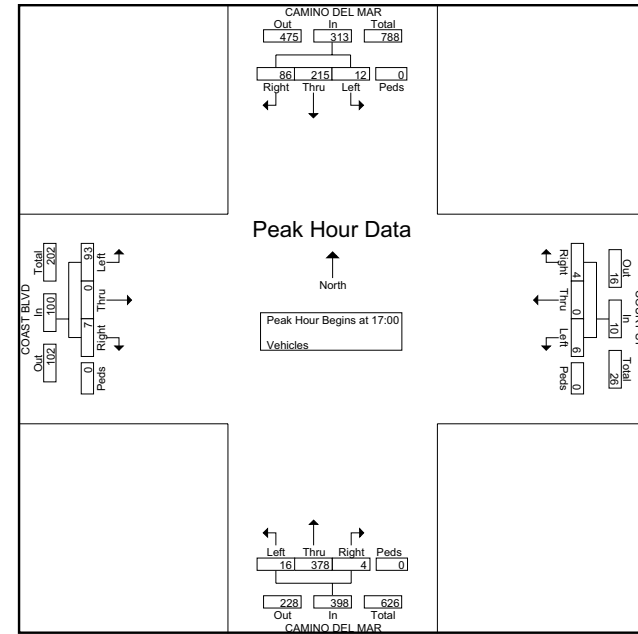 CAMINO DEL MAR
Out In Total
475 313 788
86 215 12 0
Right Thru Left Peds
Peak Hour Data
North
Peak Hour Begins at 17:00
Vehicles
COAST BLVD
Total In Out
202 100 102
93 0 7 0
Left Thru Right Peds
Out In Total
16 10 26
4 0 6 0
Right Thru Left Peds
Left Thru Right Peds
16 378 4 0
228 398 626
Out In Total
CAMINO DEL MAR